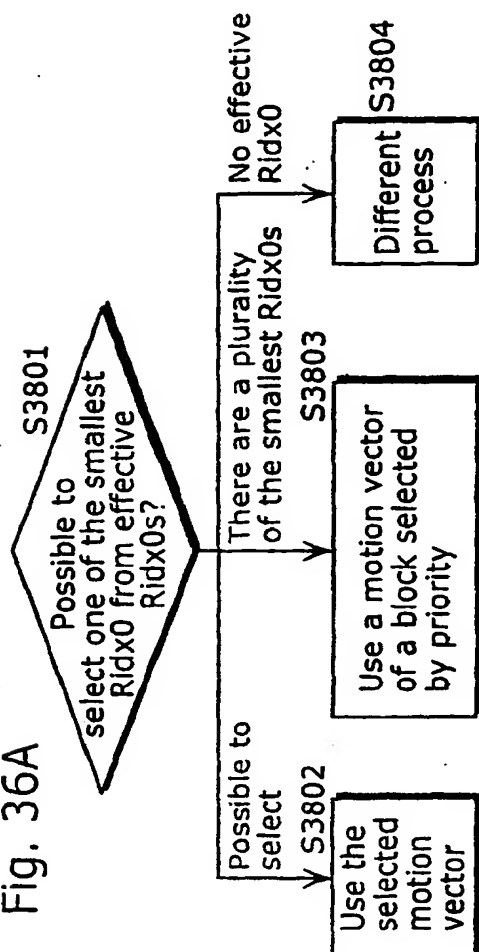 Fig. 36A
S3801
Possible to
select one of the smallest
Ridx0 from effective
Ridx0s?
Possible to
select
There are a plurality
of the smallest Ridx0s
No effective
Ridx0
S3802
Use the
selected
motion
vector
S3803
Use a motion vector
of a block selected
by priority
S3804
Different
process